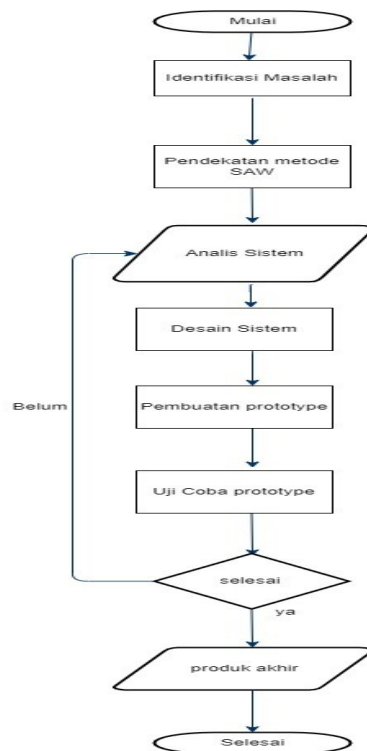 Mulai
Identifikasi Masalah
Pendekatan metode
SAW
Analis Sistem
Desain Sistem
Belum
Pembuatan prototype
Uji Coba prototype
selesai
ya
produk akhir
Selesai